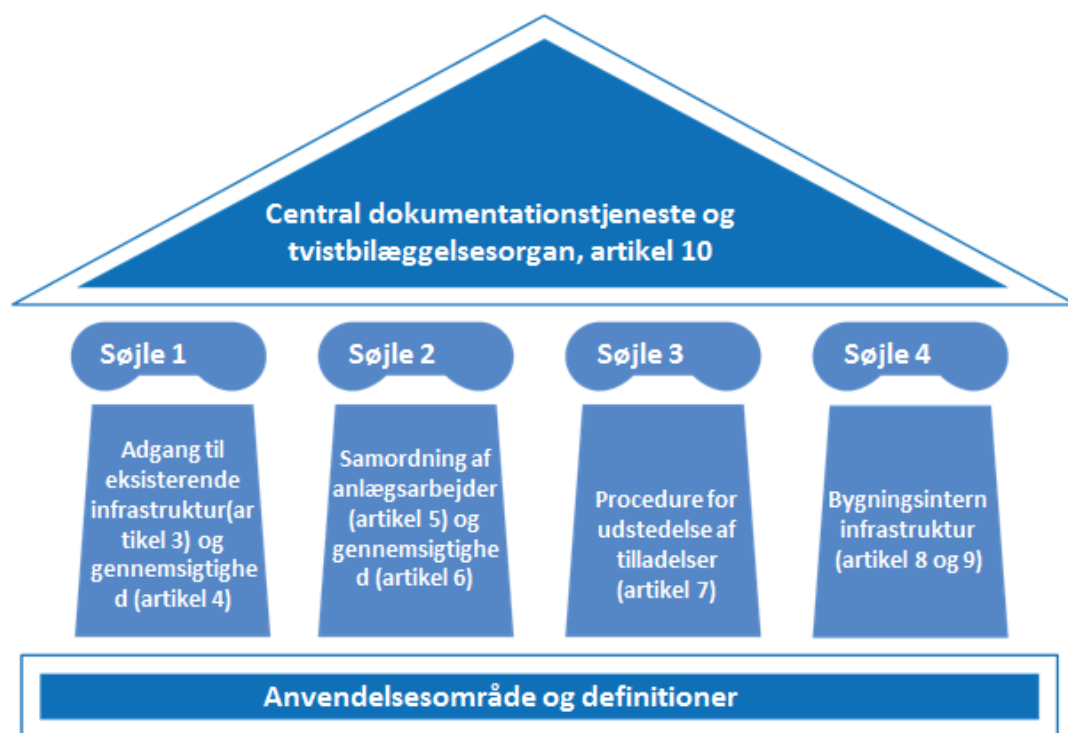 Central dokumentationstjeneste og
tvistbilæggelsesorgan, artikel 10
Søjle 1
Søjle 2
Søjle 3
Søjle 4
Adgang til
eksisterende
infrastruktur(ar
tikel 3) og
gennemsigtighe
d (artikel 4)
Samordning af
anlægsarbejder
(artikel 5) og
gennemsigtighe
d (artikel 6)
Procedure for
udstedelse af
tilladelser
(artikel 7)
Bygningsintern
infrastruktur
(artikel 8 og 9)
Anvendelsesområde og definitioner